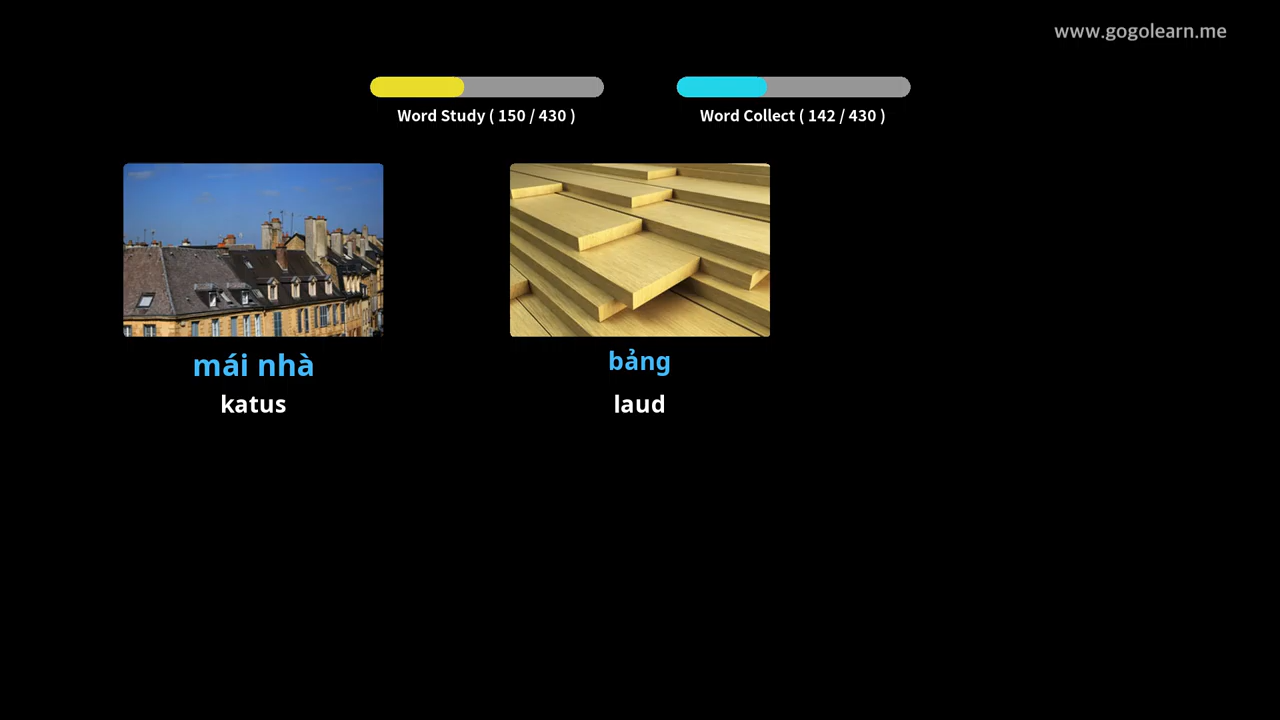 www.gogolearn.me
Word Study ( 150 / 430 )
Word Collect ( 142 / 430 )
mái nhà
katus
bảng
laud